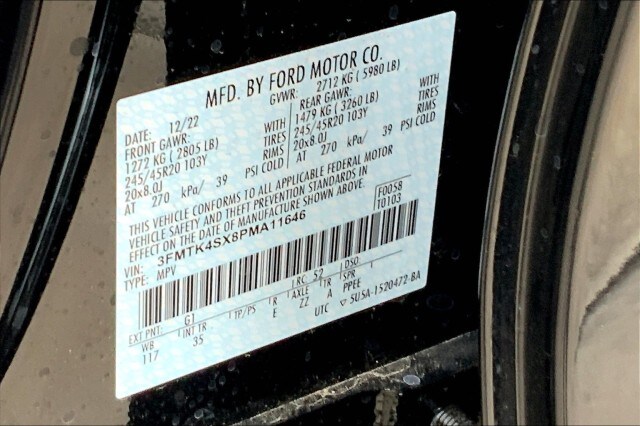 MFD. BY FORD MOTOR CO.
DATE: 12/22 GVWR: 2712 KG ( 5980 LB)
FRONT GAWR: WITH REAR GAWR: WITH
1272 KG ( 2805 LB) TIRES 1479 KG ( 3260 LB) TIRES
245/45R20 103Y RIMS 245/45R20 103Y RIMS
20x8.0J 20x8.0J
AT 270 kPa/ 39 PSI COLD AT 270 kPa/ 39 PSI COLD
THIS VEHICLE CONFORMS TO ALL APPLICABLE FEDERAL MOTOR
VEHICLE SAFETY AND THEFT PREVENTION STANDARDS IN
EFFECT ON THE DATE OF MANUFACTURE SHOWN ABOVE.
F0058
T0103
VIN: 3FMTK4SX8PMA11646
TYPE: MPV
RC: 52 DSO:
EXT PNT: G1
WB INT TR TP/PS R AXLE TR SPR
117 35 E ZZ A PPEE
UTC ▽ 5U5A-1520472-BA